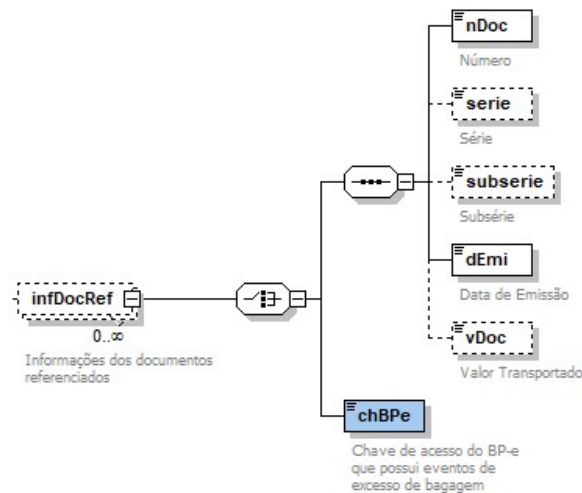 nDoc
Número
serie
Série
subserie
Subsérie
dEmi
Data de Emissão
vDoc
Valor Transportado
infDocRef
0..∞
Informações dos documentos
referenciados
chBPe
Chave de acesso do BP-e
que possui eventos de
excesso de bagagem